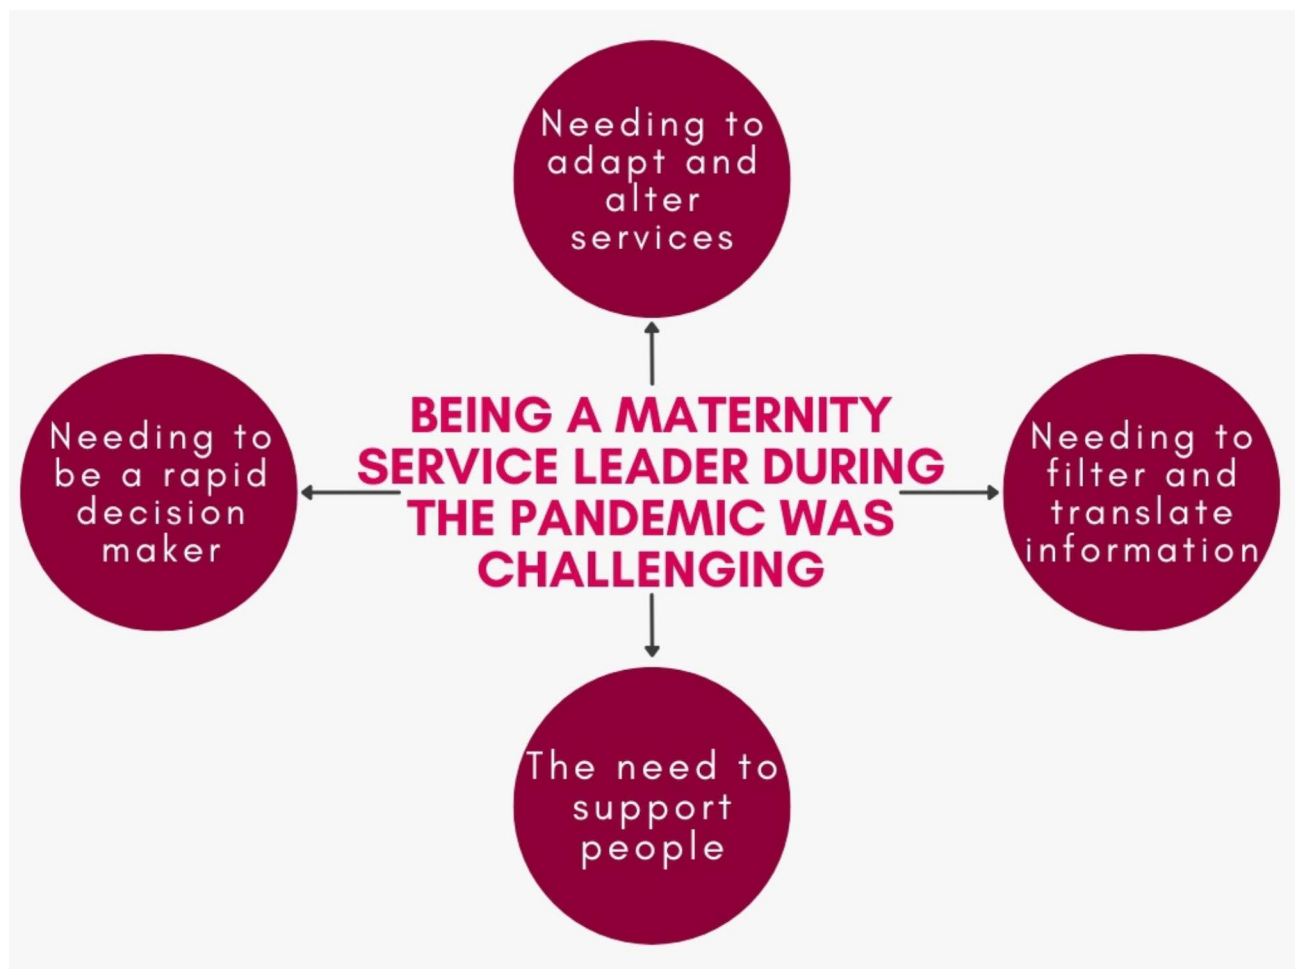 Needing to
adapt and
alter
services
Needing to
be a rapid
decision
maker
BEING A MATERNITY
SERVICE LEADER DURING
THE PANDEMIC WAS
CHALLENGING
Needing to
filter and
translate
information
The need to
support
people